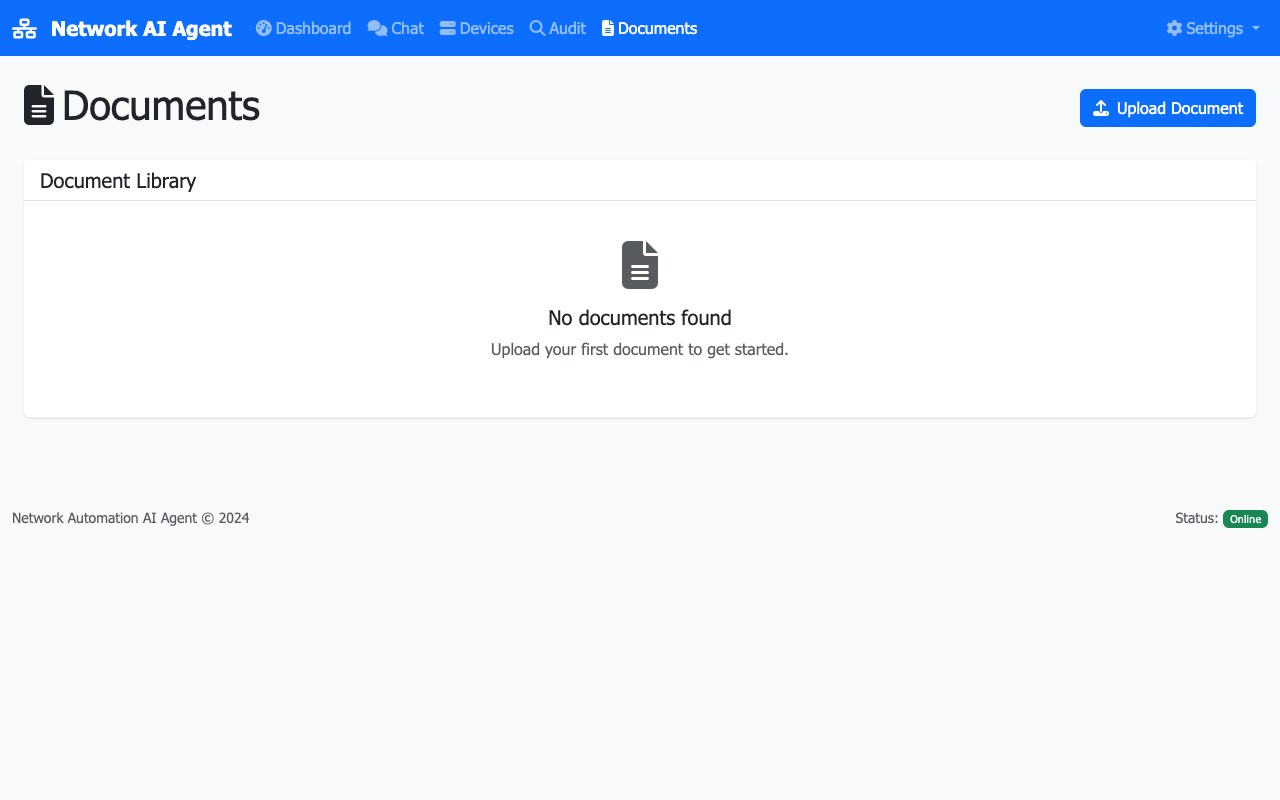 Network AI Agent Dashboard Chat Devices Audit Documents Settings
Documents
Upload Document
Document Library
No documents found
Upload your first document to get started.
Network Automation AI Agent © 2024
Status: Online